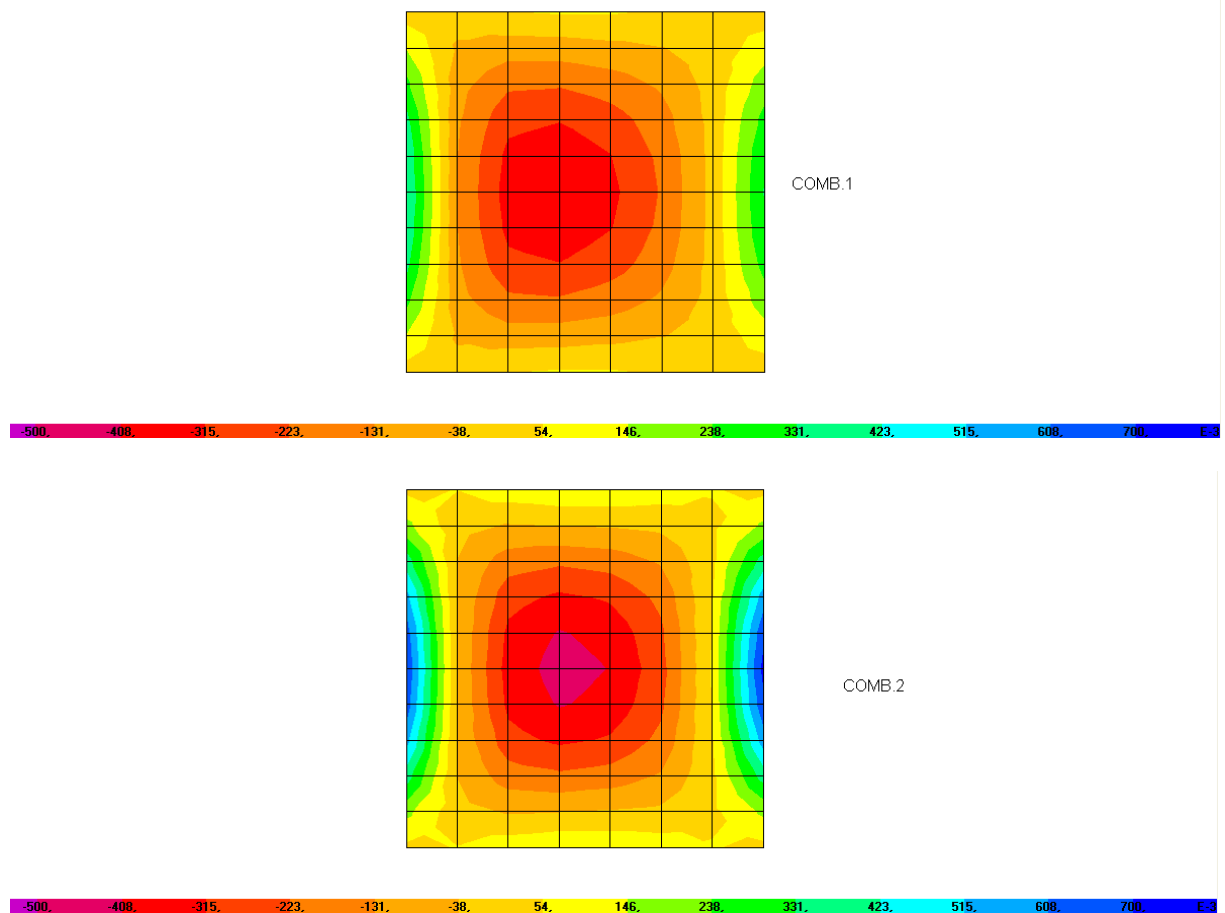 COMB.1
-500, -408, -315, -223, -131, -38, 54, 146, 238, 331, 423, 515, 608, 700, E-3
COMB.2
-500, -408, -315, -223, -131, -38, 54, 146, 238, 331, 423, 515, 608, 700, E-3